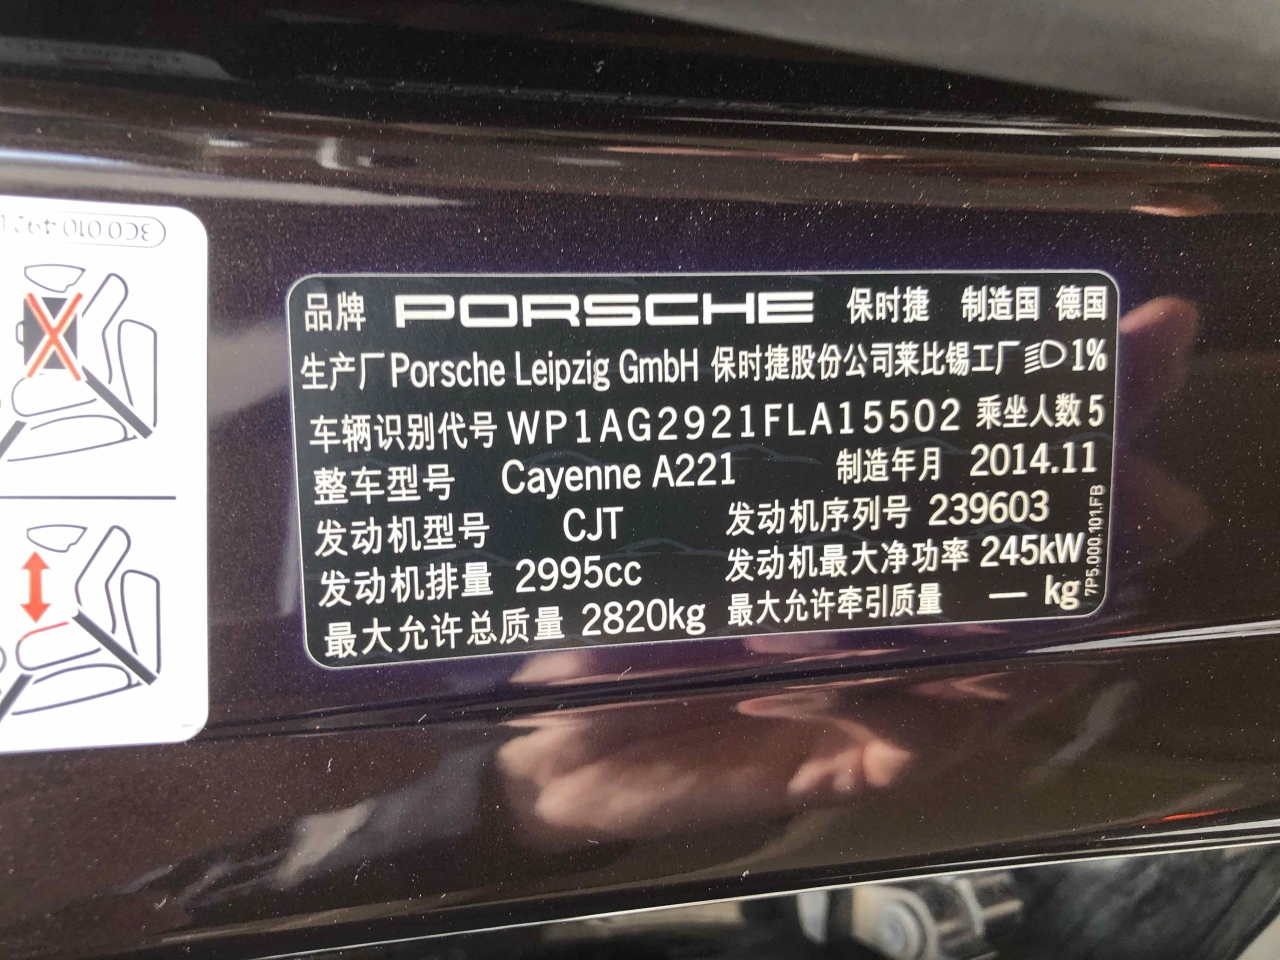 3C0 010 492
品牌 PORSCHE 保时捷 制造国 德国
生产厂 Porsche Leipzig GmbH 保时捷股份公司莱比锡工厂 1%
车辆识别代号 WP1AG2921FLA15502 乘坐人数 5
整车型号 Cayenne A221 制造年月 2014.11
发动机型号 CJT 发动机序列号 239603
发动机排量 2995cc 发动机最大净功率 245kW
最大允许总质量 2820kg 最大允许牵引质量 — kg
7P5.000.101.FB